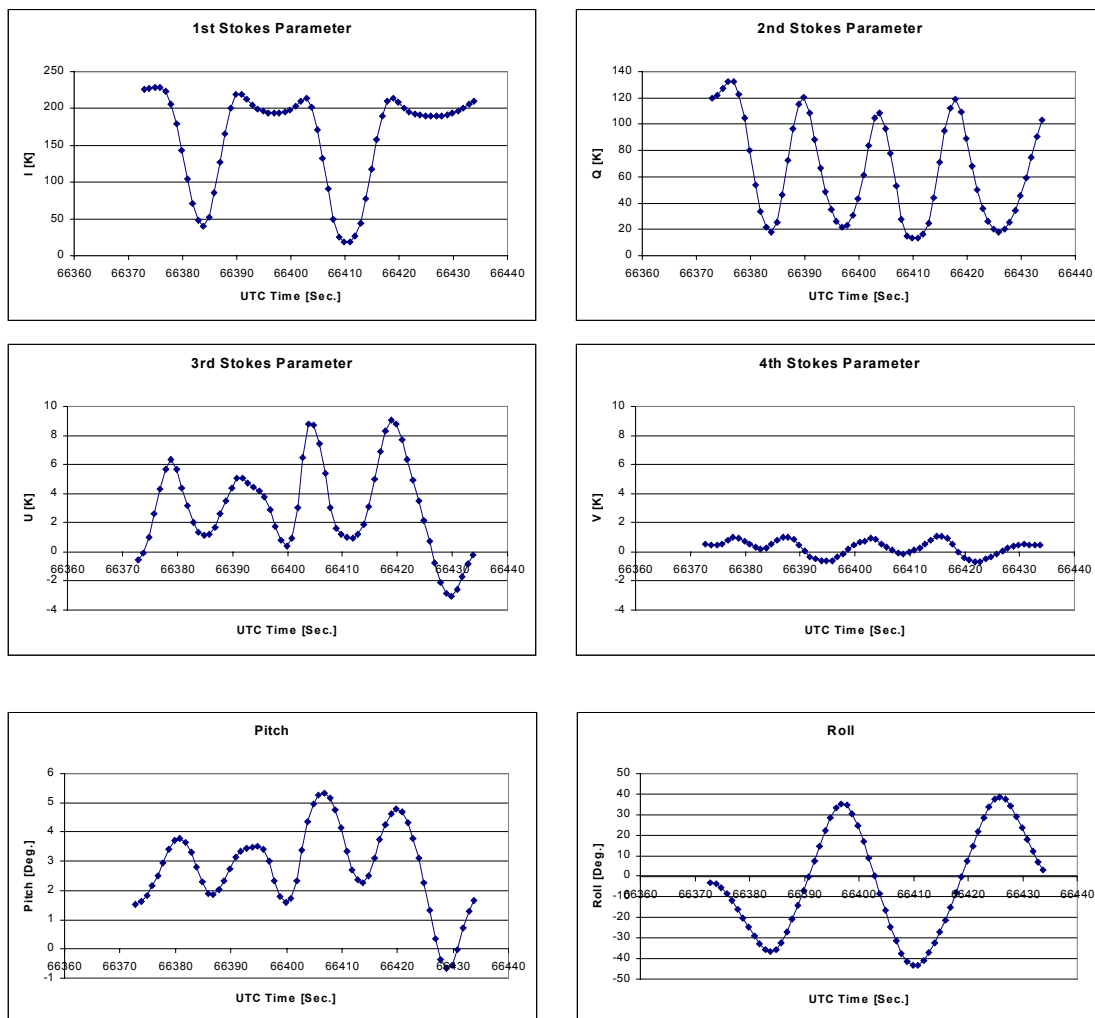 1st Stokes Parameter
I [K]
250
200
150
100
50
0
66360 66370 66380 66390 66400 66410 66420 66430 66440
UTC Time [Sec.]
2nd Stokes Parameter
Q [K]
140
120
100
80
60
40
20
0
66360 66370 66380 66390 66400 66410 66420 66430 66440
UTC Time [Sec.]
3rd Stokes Parameter
U [K]
10
8
6
4
2
0
-2
-4
66360 66370 66380 66390 66400 66410 66420 66430 66440
UTC Time [Sec.]
4th Stokes Parameter
V [K]
10
8
6
4
2
0
-2
-4
66360 66370 66380 66390 66400 66410 66420 66430 66440
UTC Time [Sec.]
Pitch
Pitch [Deg.]
6
5
4
3
2
1
0
-1
66360 66370 66380 66390 66400 66410 66420 66430 66440
UTC Time [Sec.]
Roll
Roll [Deg.]
50
40
30
20
10
0
-10
-20
-30
-40
-50
66360 66370 66380 66390 66400 66410 66420 66430 66440
UTC Time [Sec.]